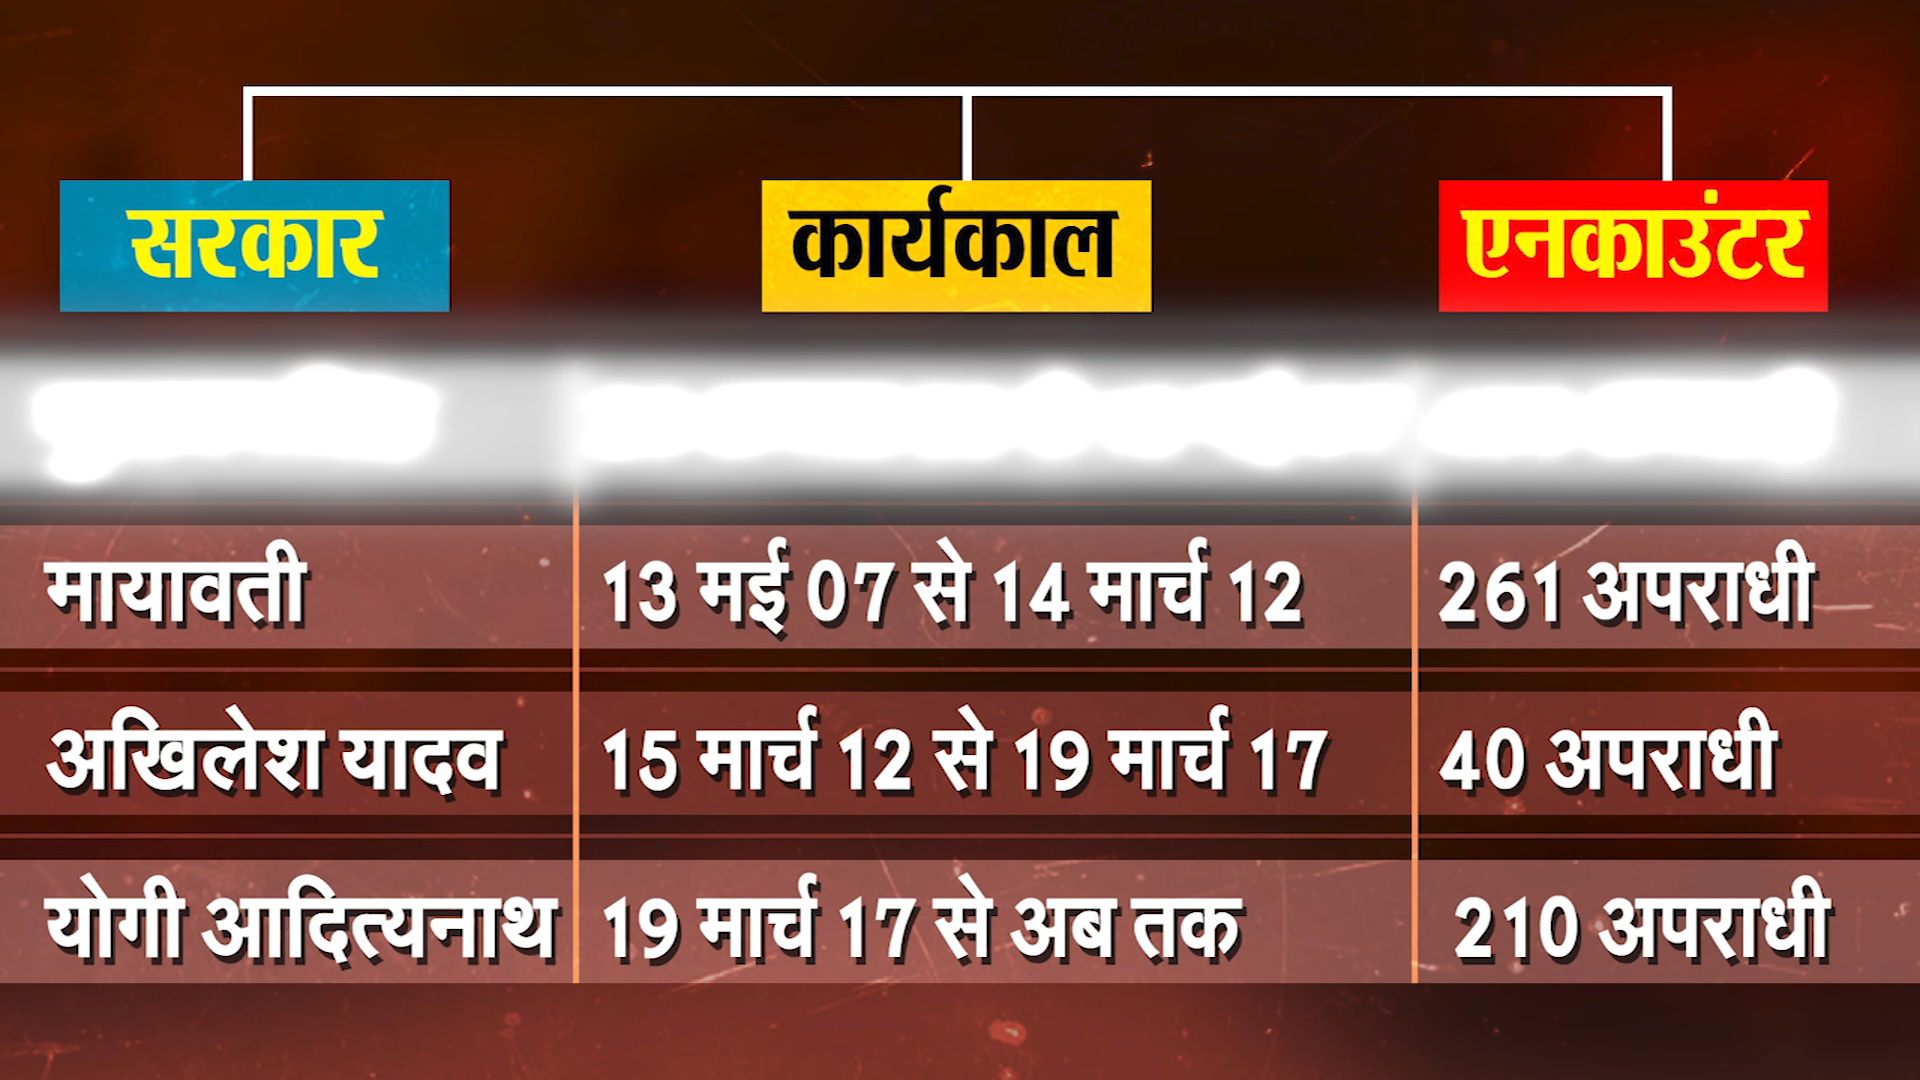 सरकार कार्यकाल एनकाउंटर
मायावती 13 मई 07 से 14 मार्च 12 261 अपराधी
अखिलेश यादव 15 मार्च 12 से 19 मार्च 17 40 अपराधी
योगी आदित्यनाथ 19 मार्च 17 से अब तक 210 अपराधी